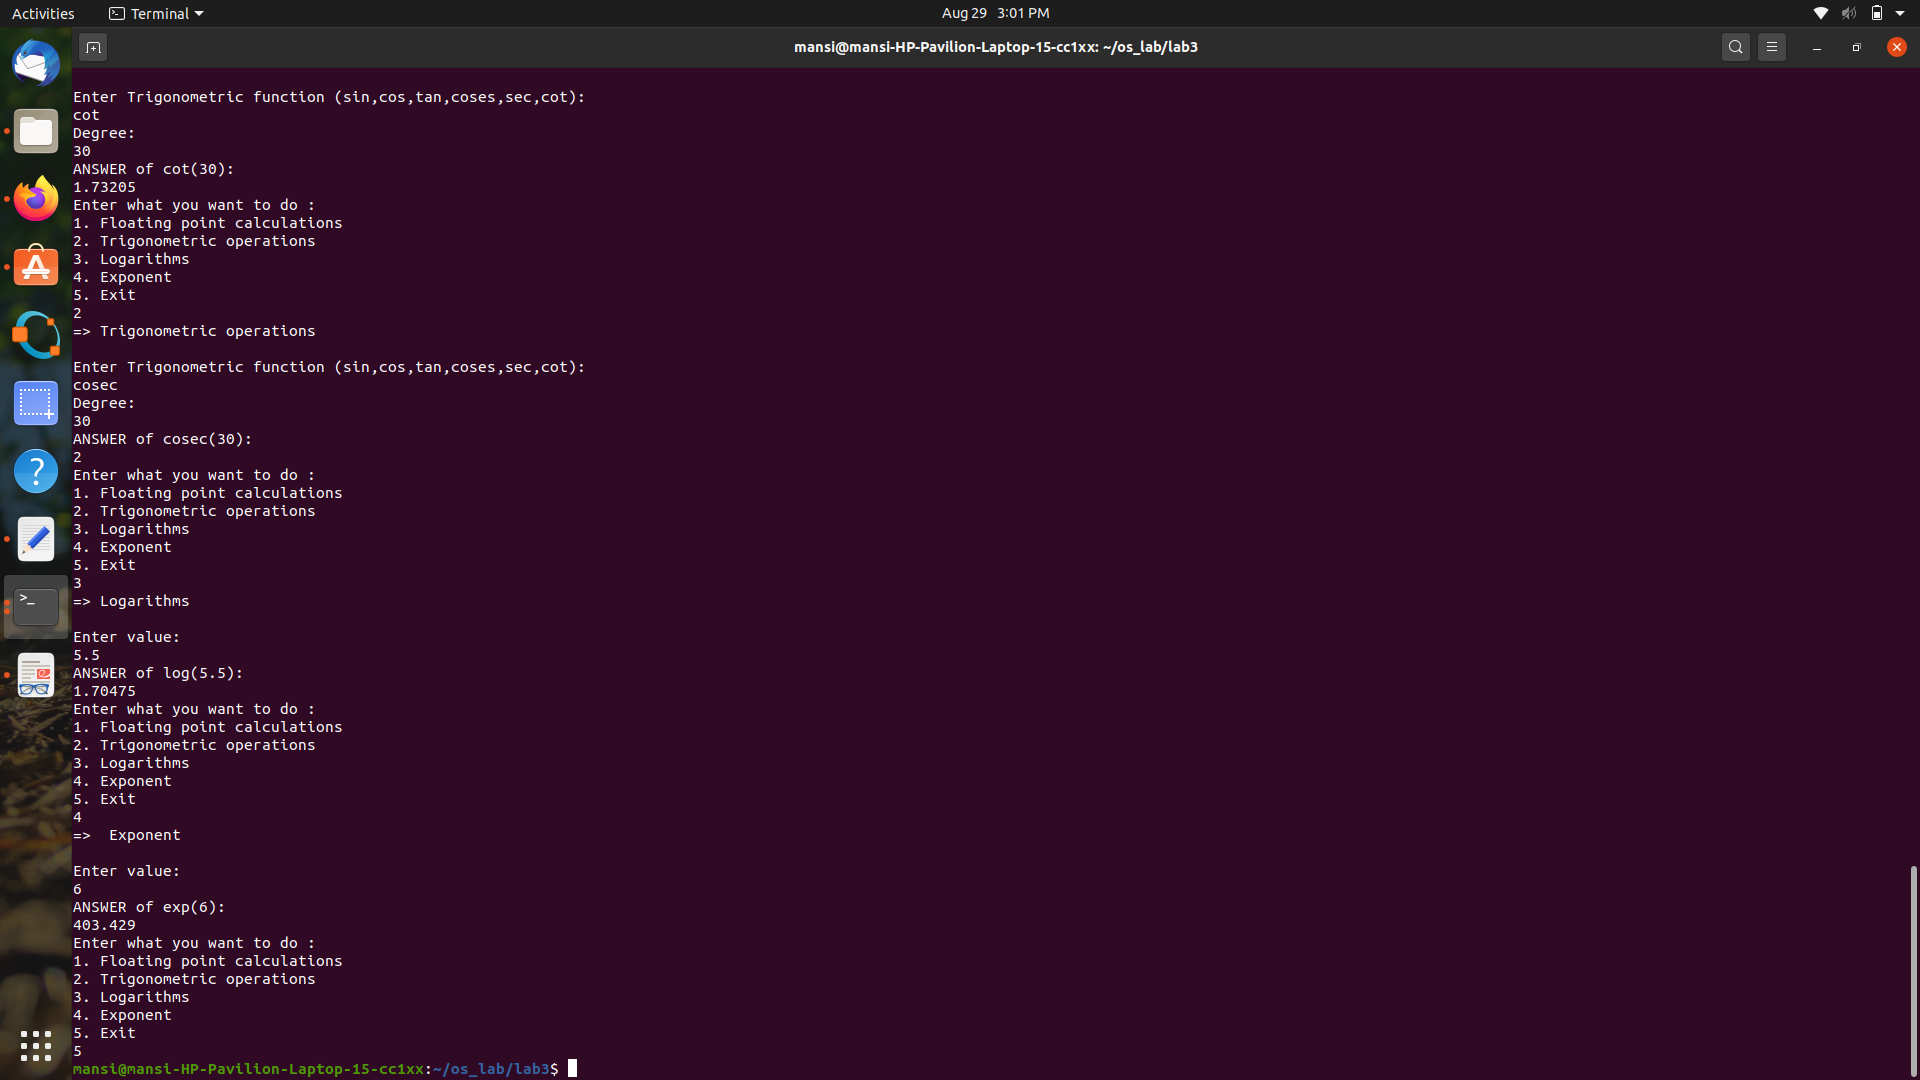 Activities
Terminal
Aug 29 3:01 PM
mansi@mansi-HP-Pavilion-Laptop-15-cc1xx: ~/os_lab/lab3
Enter Trigonometric function (sin,cos,tan,coses,sec,cot):
cot
Degree:
30
ANSWER of cot(30):
1.73205
Enter what you want to do :
1. Floating point calculations
2. Trigonometric operations
3. Logarithms
4. Exponent
5. Exit
2
=> Trigonometric operations
Enter Trigonometric function (sin,cos,tan,coses,sec,cot):
cosec
Degree:
30
ANSWER of cosec(30):
2
Enter what you want to do :
1. Floating point calculations
2. Trigonometric operations
3. Logarithms
4. Exponent
5. Exit
3
=> Logarithms
Enter value:
5.5
ANSWER of log(5.5):
1.70475
Enter what you want to do :
1. Floating point calculations
2. Trigonometric operations
3. Logarithms
4. Exponent
5. Exit
4
=>  Exponent
Enter value:
6
ANSWER of exp(6):
403.429
Enter what you want to do :
1. Floating point calculations
2. Trigonometric operations
3. Logarithms
4. Exponent
5. Exit
5
mansi@mansi-HP-Pavilion-Laptop-15-cc1xx:~/os_lab/lab3$